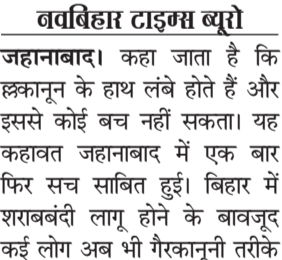 नवबिहार टाइम्स ब्यूरो
जहानाबाद। कहा जाता है कि
ल्लकानून के हाथ लंबे होते हैं और
इससे कोई बच नहीं सकता। यह
कहावत जहानाबाद में एक बार
फिर सच साबित हुई। बिहार में
शराबबंदी लागू होने के बावजूद
कई लोग अब भी गैरकानूनी तरीके